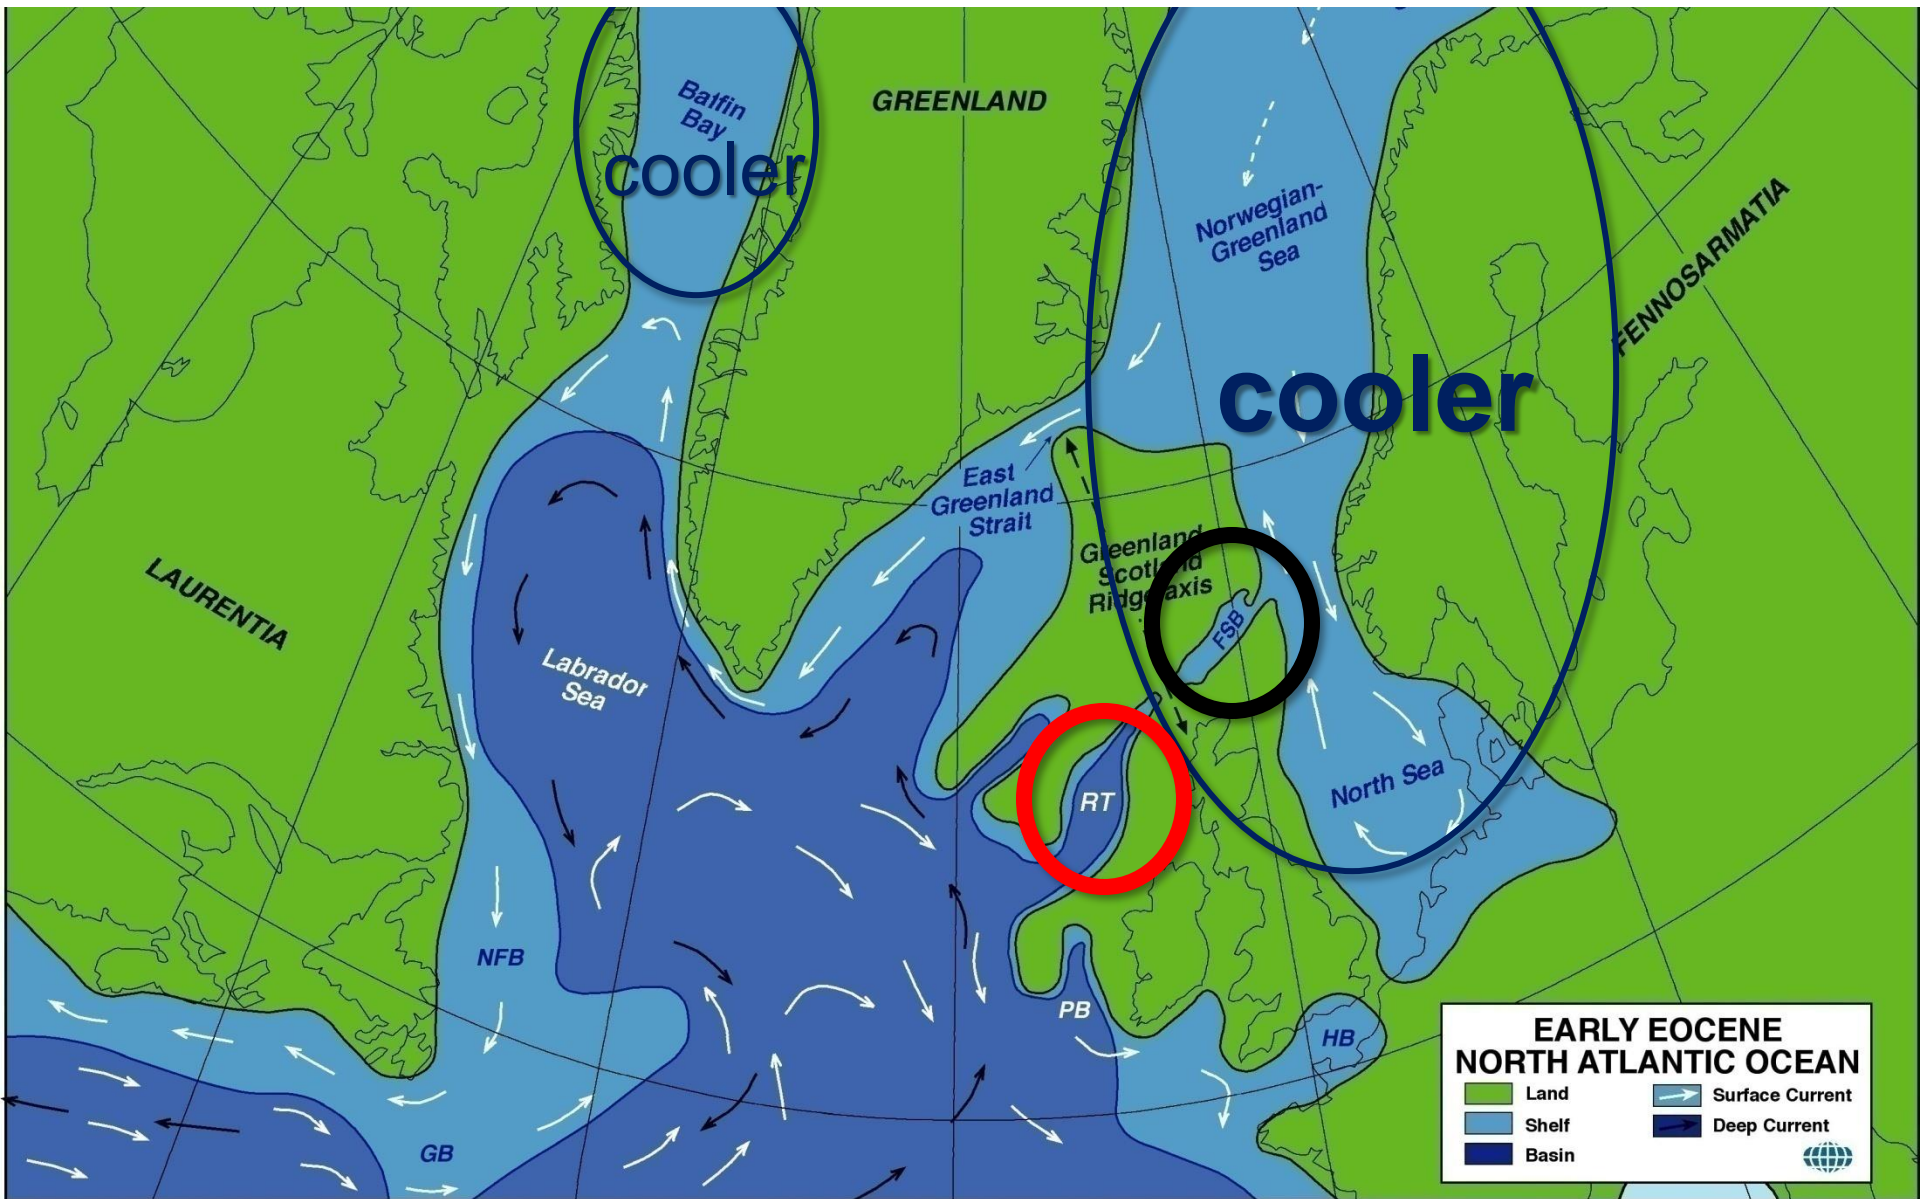 Baffin
Bay
cooler
GREENLAND
Norwegian-
Greenland
Sea
FENNOSARMATIA
cooler
East
Greenland
Strait
Greenland
Scotland
Ridge axis
FSB
LAURENTIA
Labrador
Sea
RT
North Sea
NFB
PB
HB
GB
EARLY EOCENE
NORTH ATLANTIC OCEAN
Land
Shelf
Basin
Surface Current
Deep Current